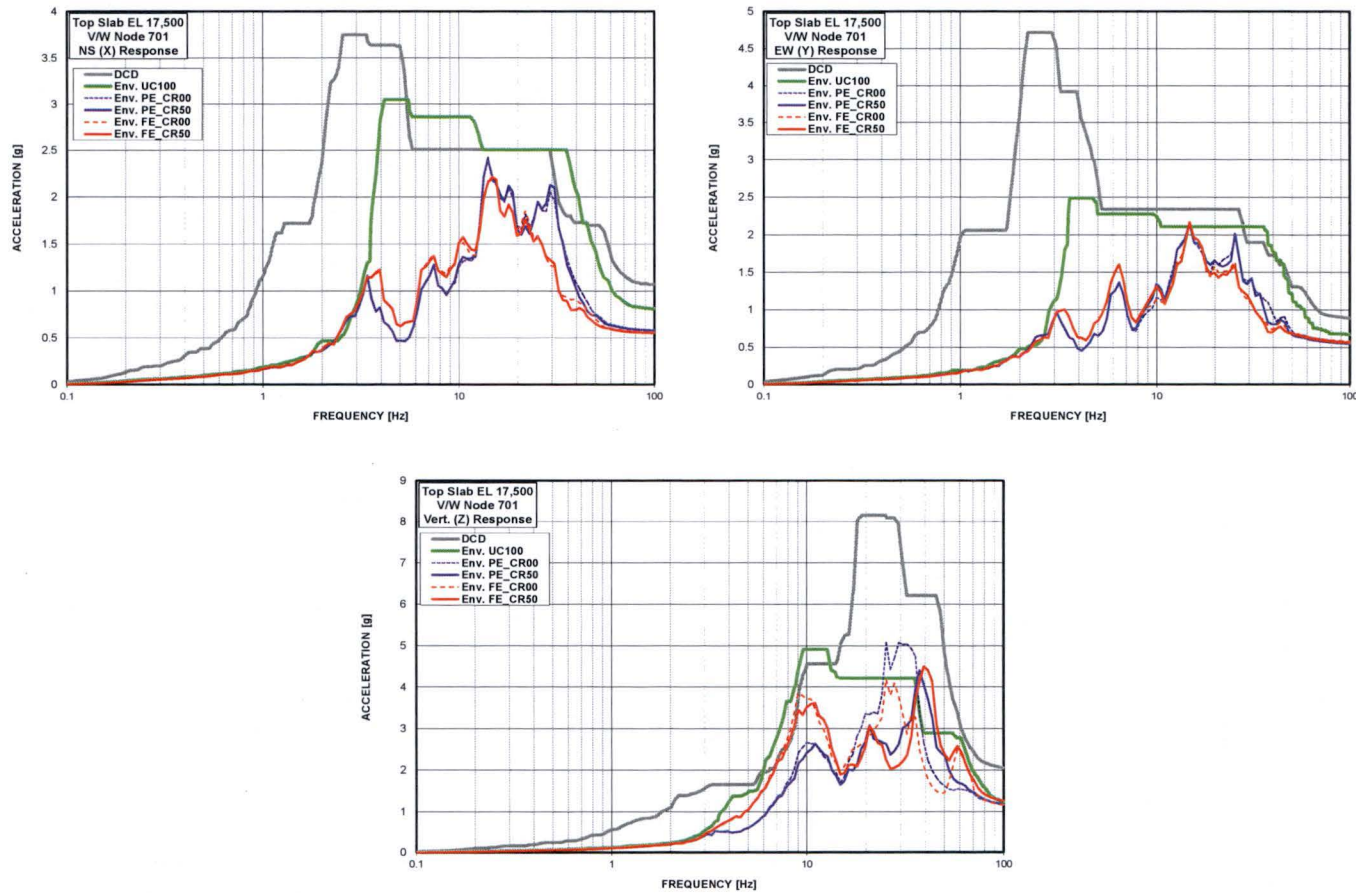 Top Slab EL 17,500
V/W Node 701
NS (X) Response
DCD
Env. UC100
Env. PE_CR00
Env. PE_CR50
Env. FE_CR00
Env. FE_CR50
ACCELERATION [g]
4
3.5
3
2.5
2
1.5
1
0.5
0
0.1
1
10
100
FREQUENCY [Hz]
Top Slab EL 17,500
V/W Node 701
EW (Y) Response
DCD
Env. UC100
Env. PE_CR00
Env. PE_CR50
Env. FE_CR00
Env. FE_CR50
ACCELERATION [g]
5
4.5
4
3.5
3
2.5
2
1.5
1
0.5
0
0.1
1
10
100
FREQUENCY [Hz]
Top Slab EL 17,500
V/W Node 701
Vert. (Z) Response
DCD
Env. UC100
Env. PE_CR00
Env. PE_CR50
Env. FE_CR00
Env. FE_CR50
ACCELERATION [g]
9
8
7
6
5
4
3
2
1
0
0.1
1
10
100
FREQUENCY [Hz]